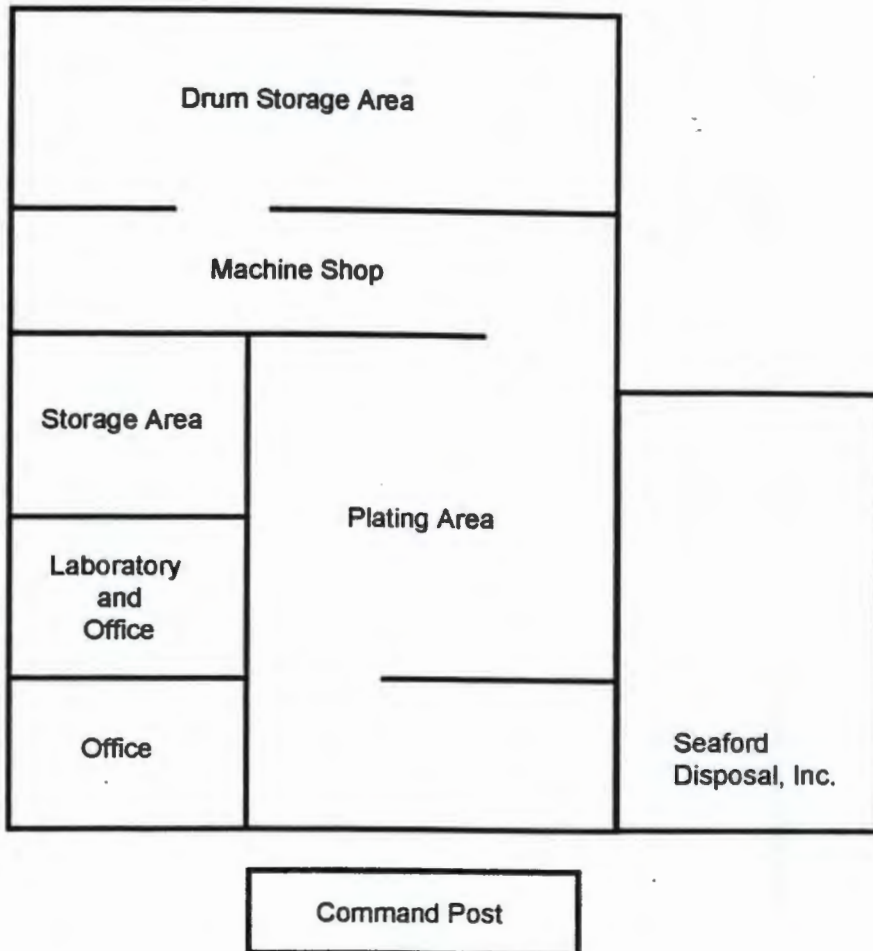 Drum Storage Area
Machine Shop
Storage Area
Plating Area
Laboratory
and
Office
Office
Seaford
Disposal, Inc.
Command Post